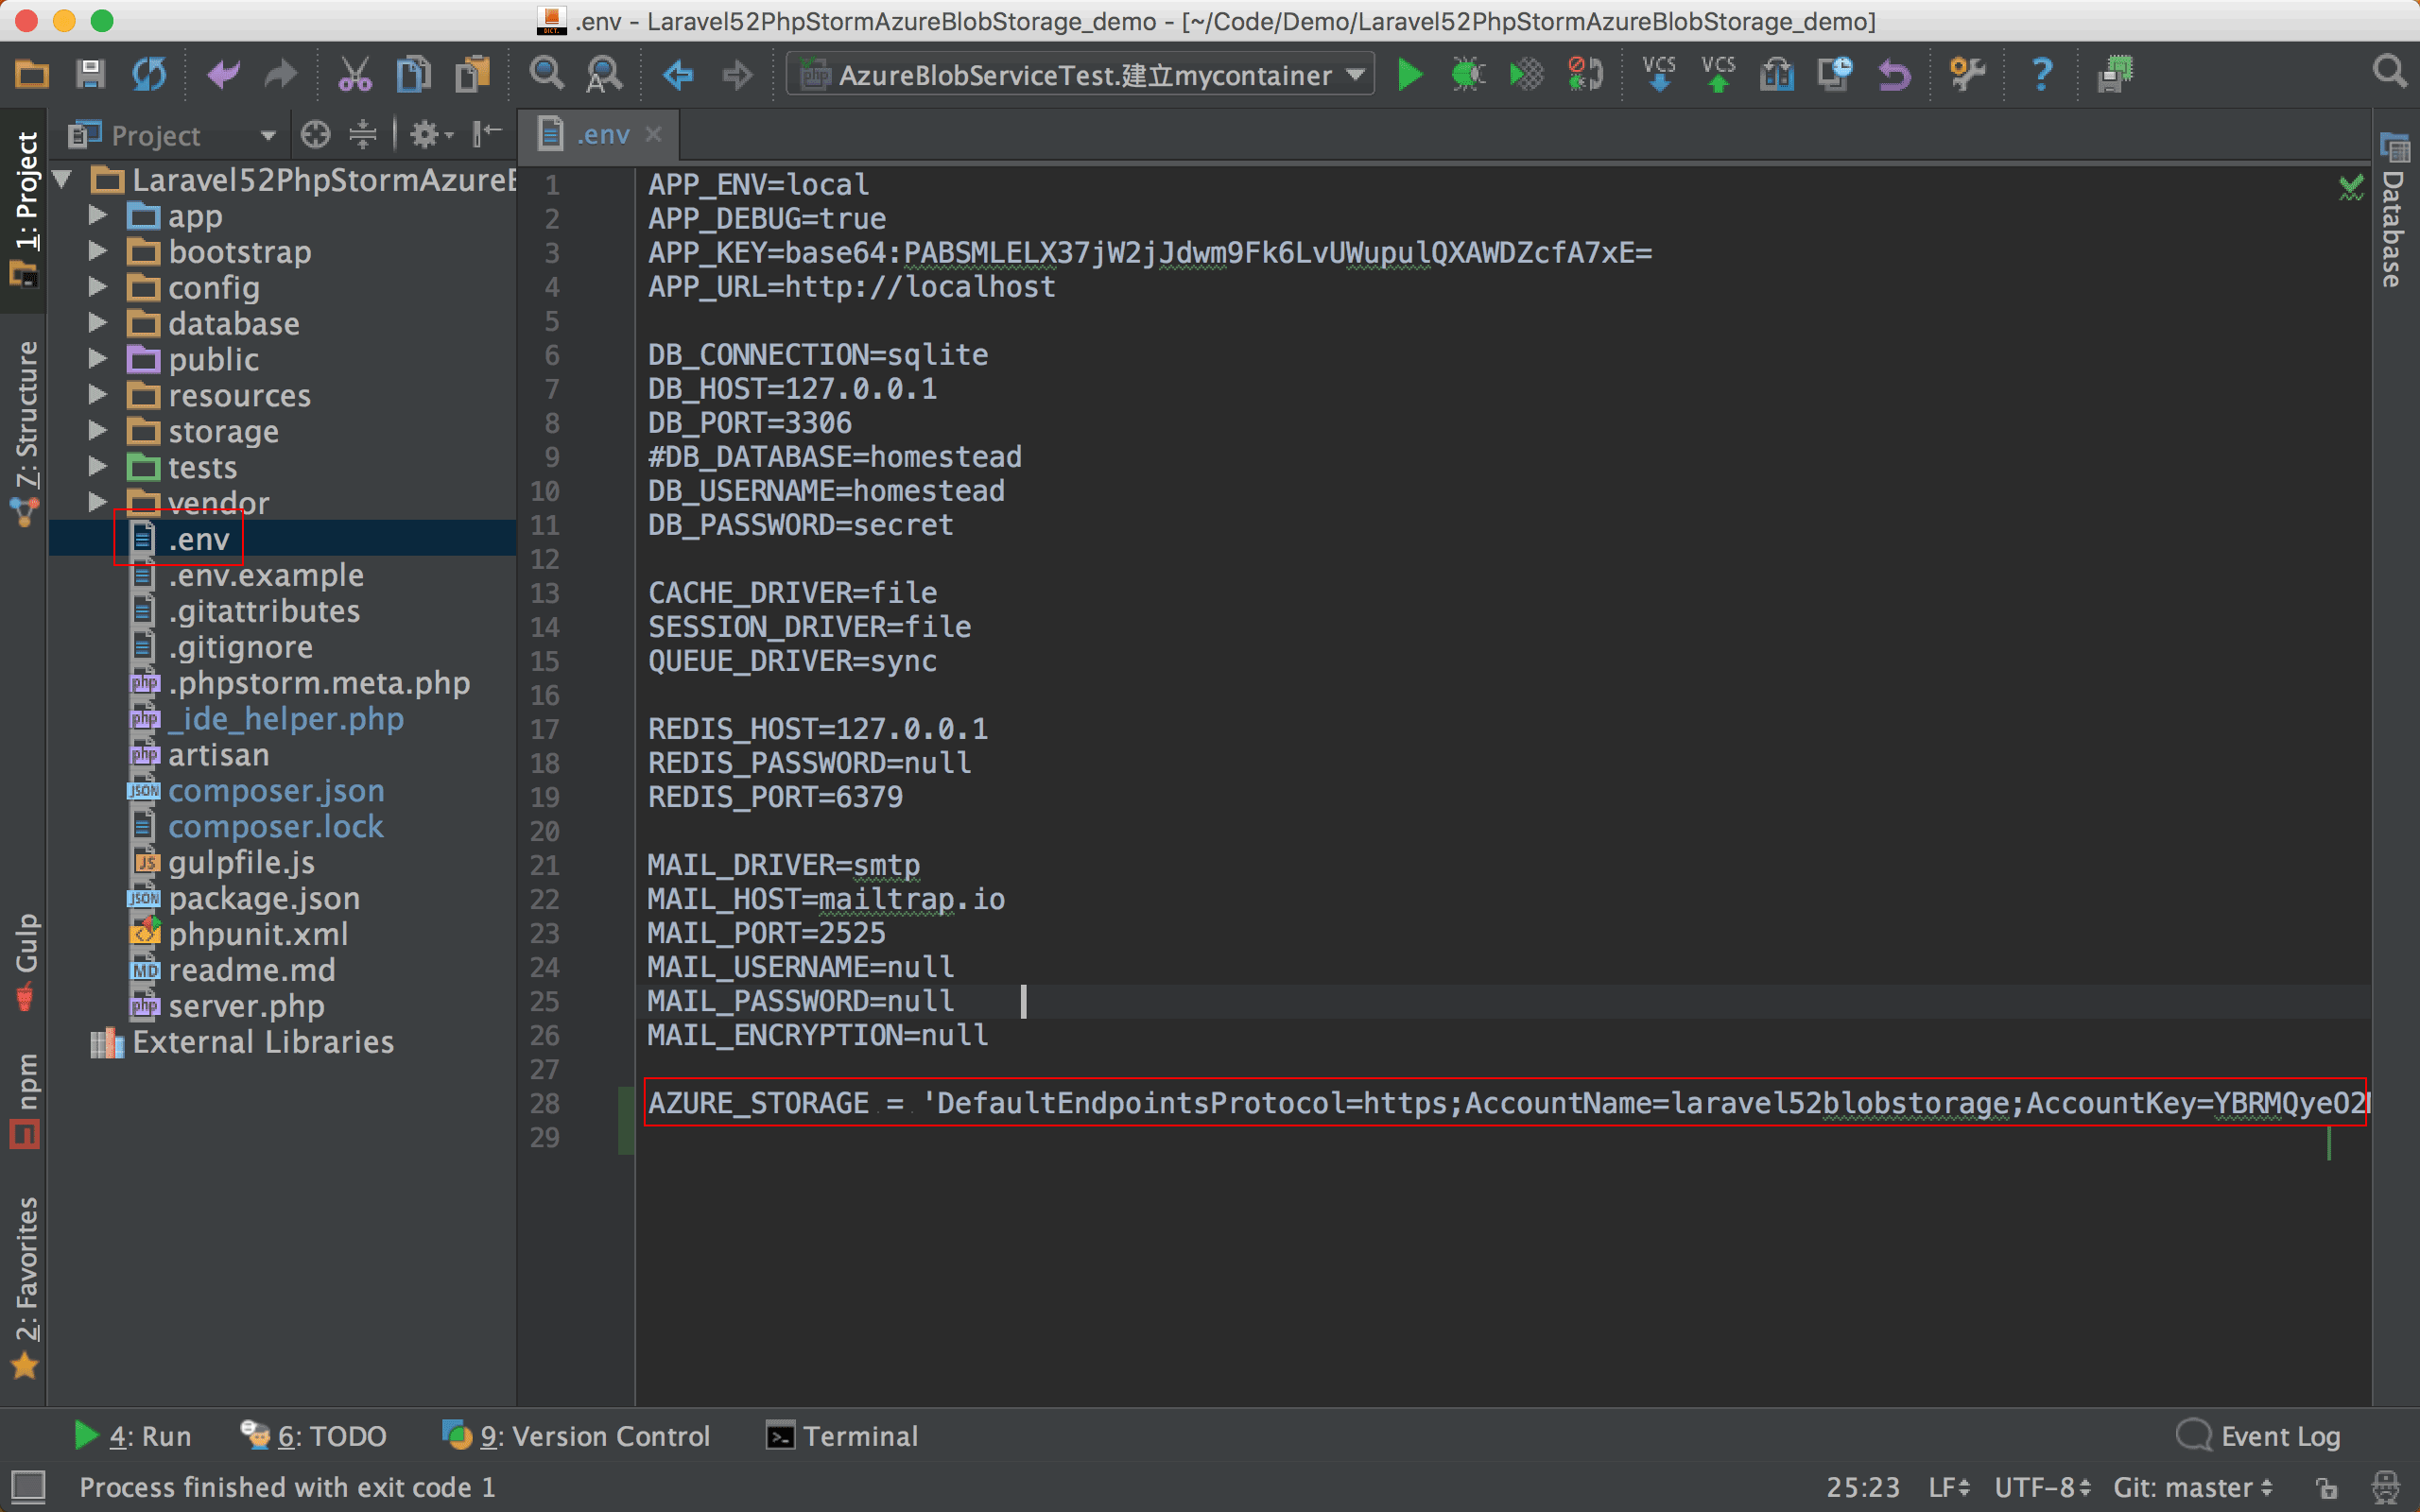 .env - Laravel52PhpStormAzureBlobStorage_demo - [~/Code/Demo/Laravel52PhpStormAzureBlobStorage_demo]
AzureBlobServiceTest.建立mycontainer
VCS
VCS
Project
.env
1: Project
7: Structure
Gulp
npm
2: Favorites
Database
Laravel52PhpStormAzureB
app
bootstrap
config
database
public
resources
storage
tests
vendor
.env
.env.example
.gitattributes
.gitignore
.phpstorm.meta.php
_ide_helper.php
artisan
composer.json
composer.lock
gulpfile.js
package.json
phpunit.xml
readme.md
server.php
External Libraries
1 APP_ENV=local
2 APP_DEBUG=true
3 APP_KEY=base64:PABSMLELX37jW2jJdwm9Fk6LvUWupulQXAWDZcfA7xE=
4 APP_URL=http://localhost
5
6 DB_CONNECTION=sqlite
7 DB_HOST=127.0.0.1
8 DB_PORT=3306
9 #DB_DATABASE=homestead
10 DB_USERNAME=homestead
11 DB_PASSWORD=secret
12
13 CACHE_DRIVER=file
14 SESSION_DRIVER=file
15 QUEUE_DRIVER=sync
16
17 REDIS_HOST=127.0.0.1
18 REDIS_PASSWORD=null
19 REDIS_PORT=6379
20
21 MAIL_DRIVER=smtp
22 MAIL_HOST=mailtrap.io
23 MAIL_PORT=2525
24 MAIL_USERNAME=null
25 MAIL_PASSWORD=null
26 MAIL_ENCRYPTION=null
27
28 AZURE_STORAGE = 'DefaultEndpointsProtocol=https;AccountName=laravel52blobstorage;AccountKey=YBRMQyeO2
29
4: Run
6: TODO
9: Version Control
Terminal
Event Log
Process finished with exit code 1
25:23
LF
UTF-8
Git: master